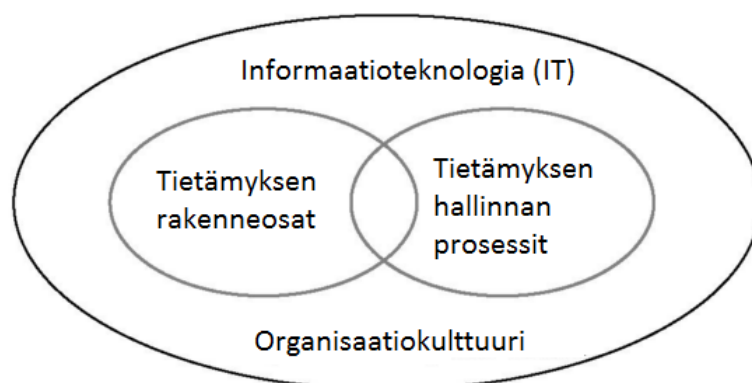 Informaatioteknologia (IT)
Tietämyksen
rakenneosat
Tietämyksen
hallinnan
prosessit
Organisaatiokulttuuri